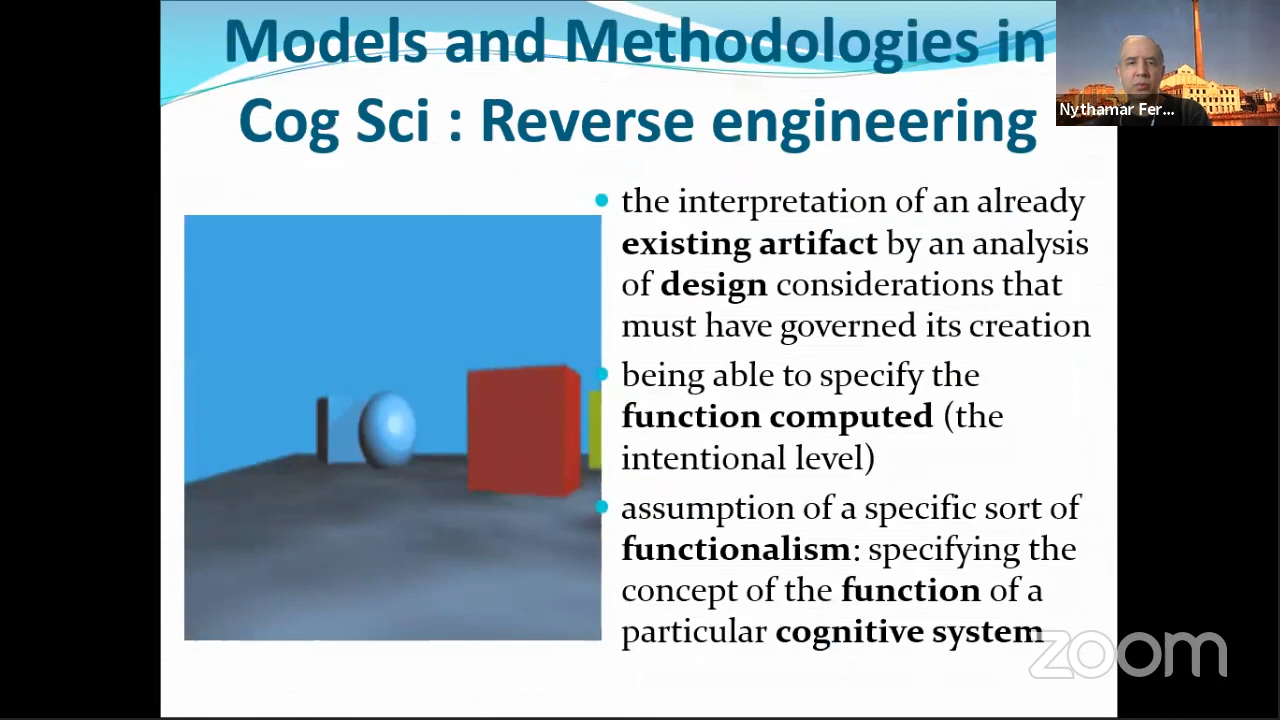 Models and Methodologies in
Cog Sci : Reverse engineering
Nythamar Fer...
the interpretation of an already
existing artifact by an analysis
of design considerations that
must have governed its creation
being able to specify the
function computed (the
intentional level)
assumption of a specific sort of
functionalism: specifying the
concept of the function of a
particular cognitive system
zoom